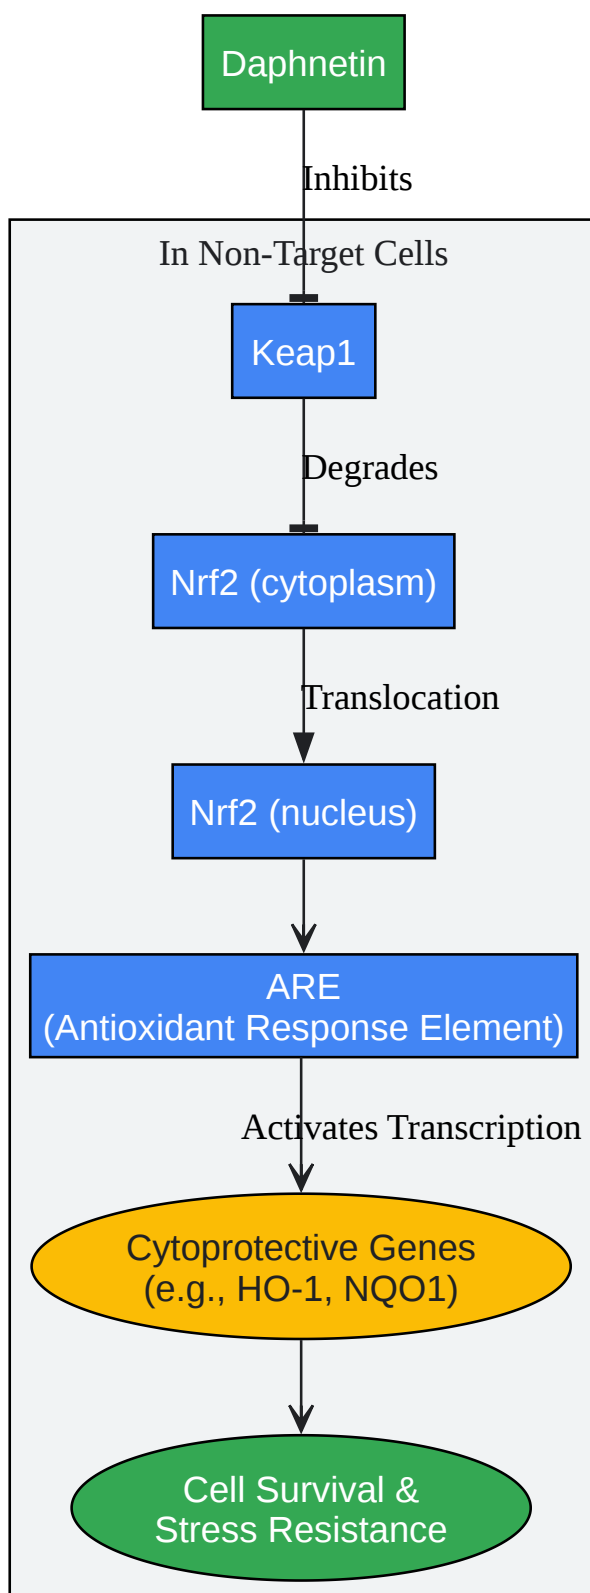 Daphnetin
Inhibits
In Non-Target Cells
Keap1
Degrades
Nrf2 (cytoplasm)
Translocation
Nrf2 (nucleus)
ARE
(Antioxidant Response Element)
Activates Transcription
Cytoprotective Genes
(e.g., HO-1, NQO1)
Cell Survival &
Stress Resistance